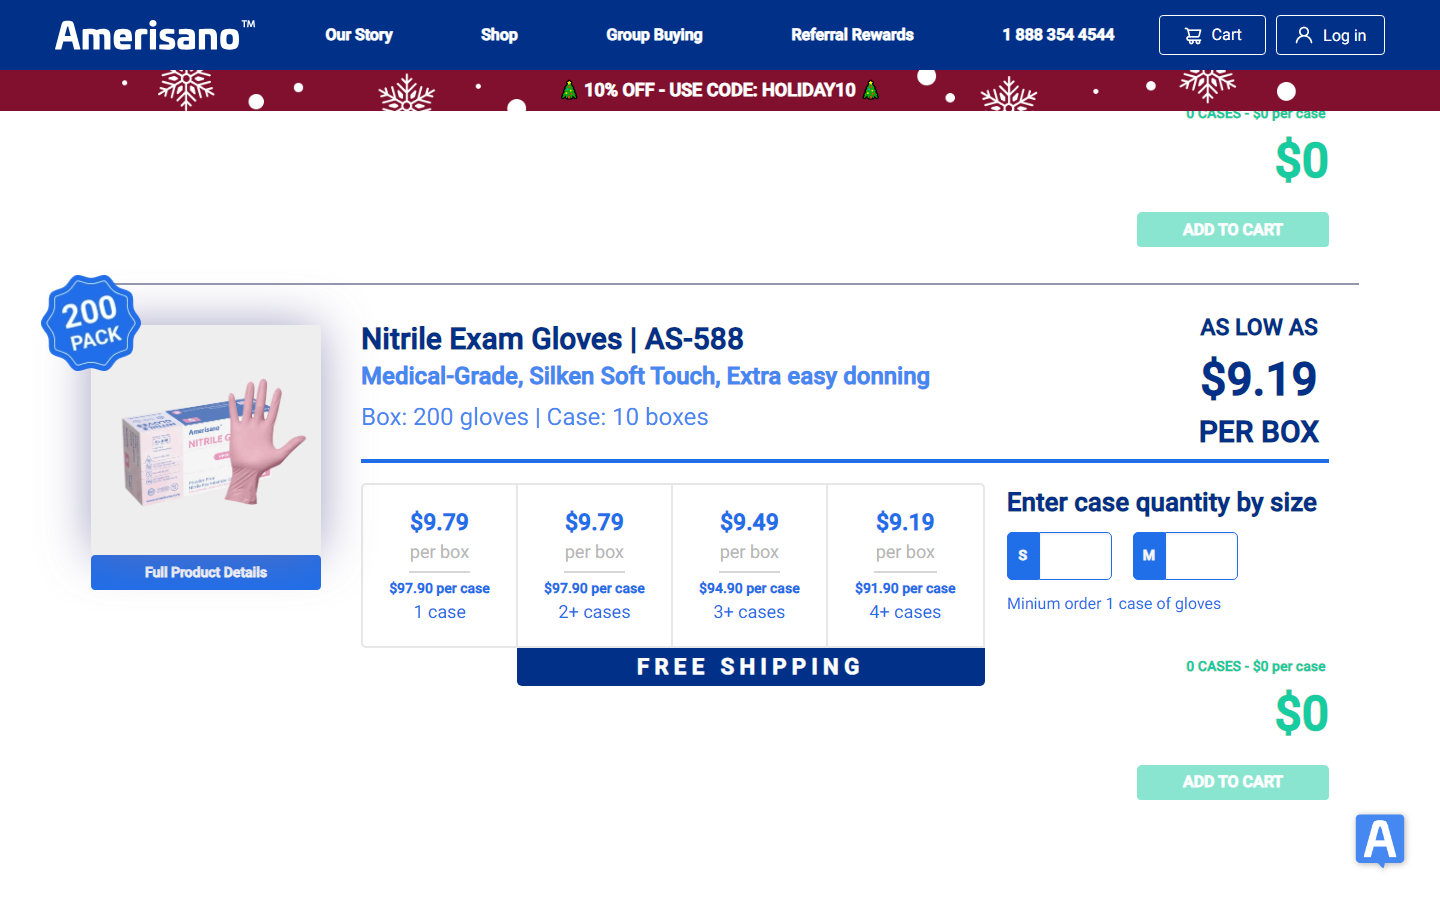 Amerisano™
Our Story
Shop
Group Buying
Referral Rewards
1 888 354 4544
Cart
Log in
10% OFF - USE CODE: HOLIDAY10
0 CASES - $0 per case
$0
ADD TO CART
200
PACK
Amerisano
NITRILE
Full Product Details
Nitrile Exam Gloves | AS-588
Medical-Grade, Silken Soft Touch, Extra easy donning
Box: 200 gloves | Case: 10 boxes
AS LOW AS
$9.19
PER BOX
$9.79
per box
$97.90 per case
1 case
$9.79
per box
$97.90 per case
2+ cases
$9.49
per box
$94.90 per case
3+ cases
$9.19
per box
$91.90 per case
4+ cases
FREE SHIPPING
Enter case quantity by size
S
M
Minium order 1 case of gloves
0 CASES - $0 per case
$0
ADD TO CART
A